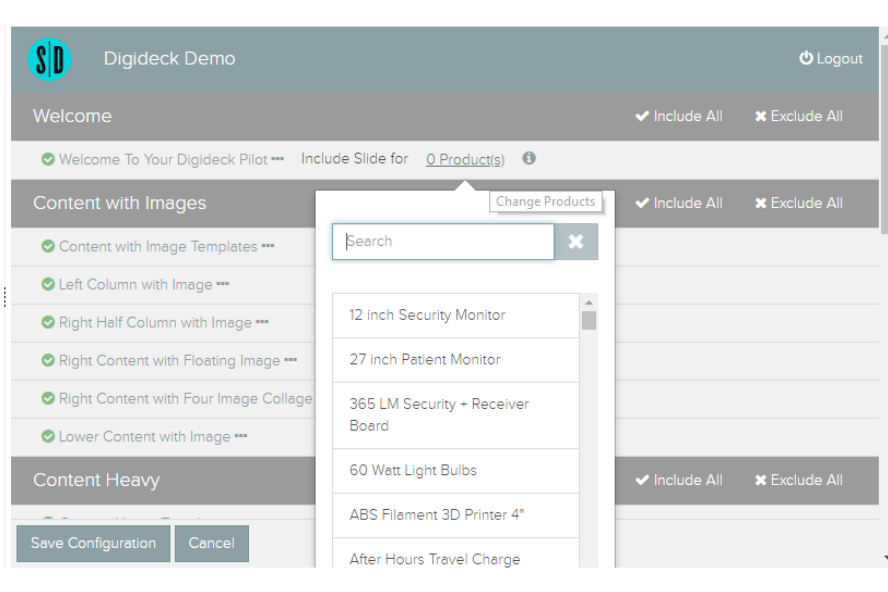 S|D Digideck Demo Logout
Welcome Include All Exclude All
Welcome To Your Digideck Pilot Include Slide for 0 Product(s)
Content with Images Change Products Include All Exclude All
Content with Image Templates Search
Left Column with Image
Right Half Column with Image 12 inch Security Monitor
Right Content with Floating Image 27 inch Patient Monitor
Right Content with Four Image Collage 365 LM Security + Receiver
Board
Lower Content with Image
Content Heavy 60 Watt Light Bulbs Include All Exclude All
ABS Filament 3D Printer 4"
Save Configuration Cancel
After Hours Travel Charge